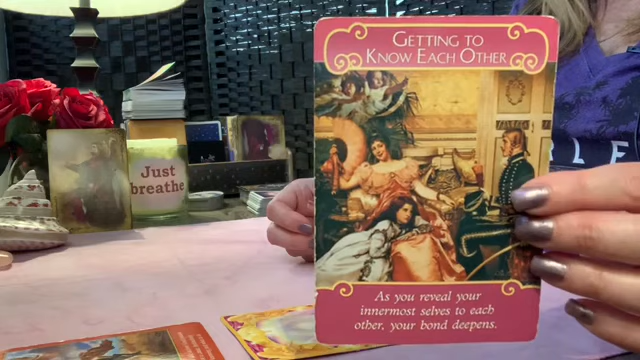 GETTING TO
KNOW EACH OTHER
As you reveal your
innermost selves to each
other, your bond deepens.
Just
breathe
RLE